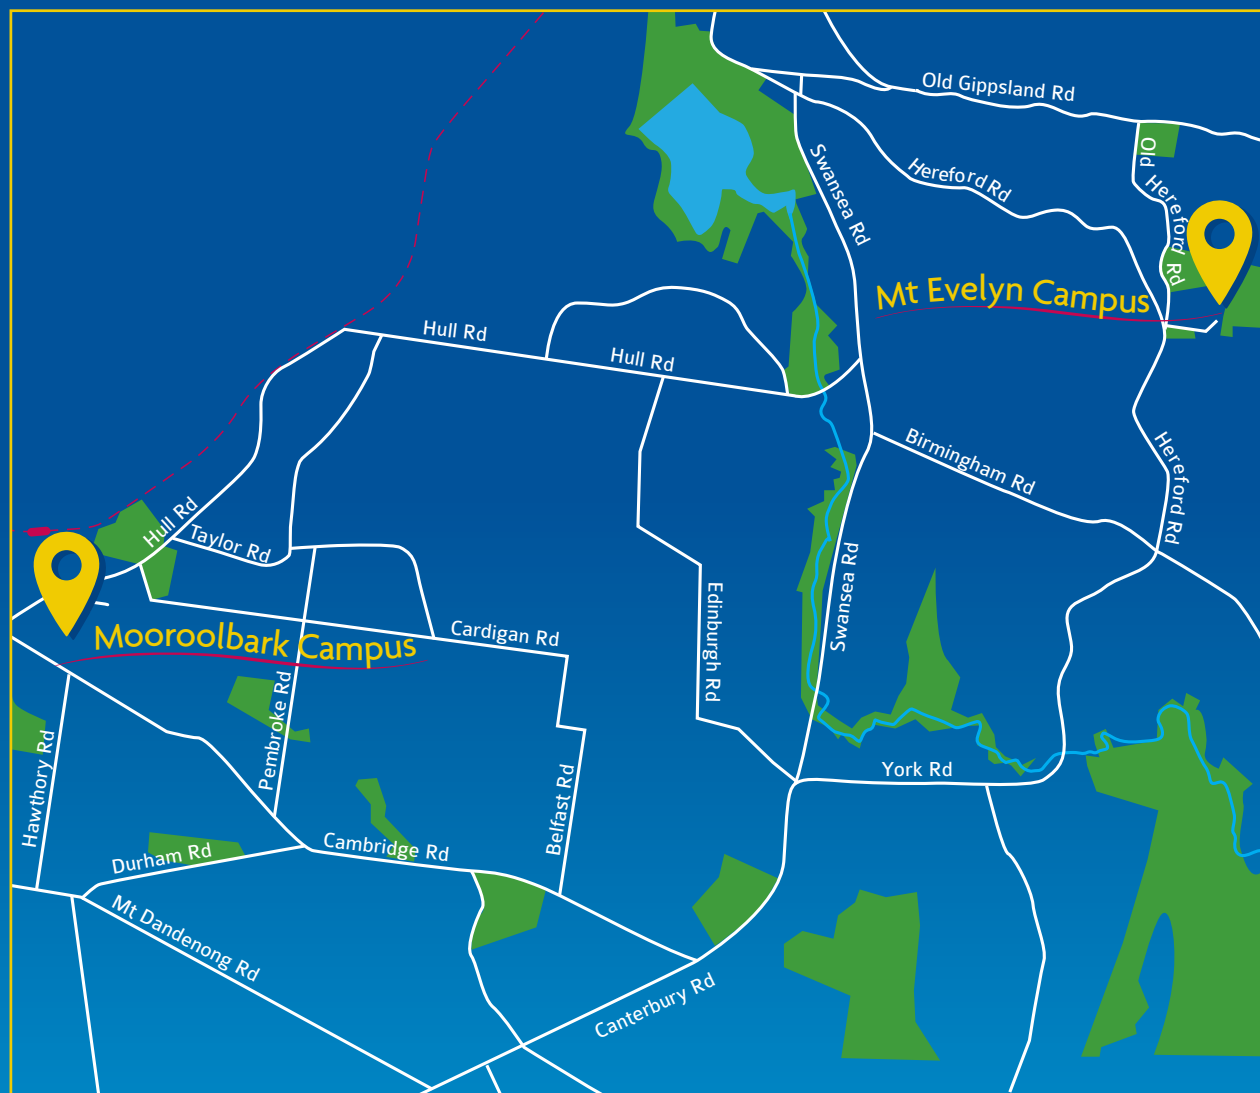 Old Gippsland Rd
Old Hereford Rd
Hereford Rd
Swansea Rd
Mt Evelyn Campus
Hull Rd
Hull Rd
Birmingham Rd
Hereford Rd
Hull Rd
Taylor Rd
Swansea Rd
Edinburgh Rd
Cardigan Rd
Mooroolbark Campus
Pembroke Rd
Hawthory Rd
York Rd
Belfast Rd
Cambridge Rd
Durham Rd
Mt Dandenong Rd
Canterbury Rd